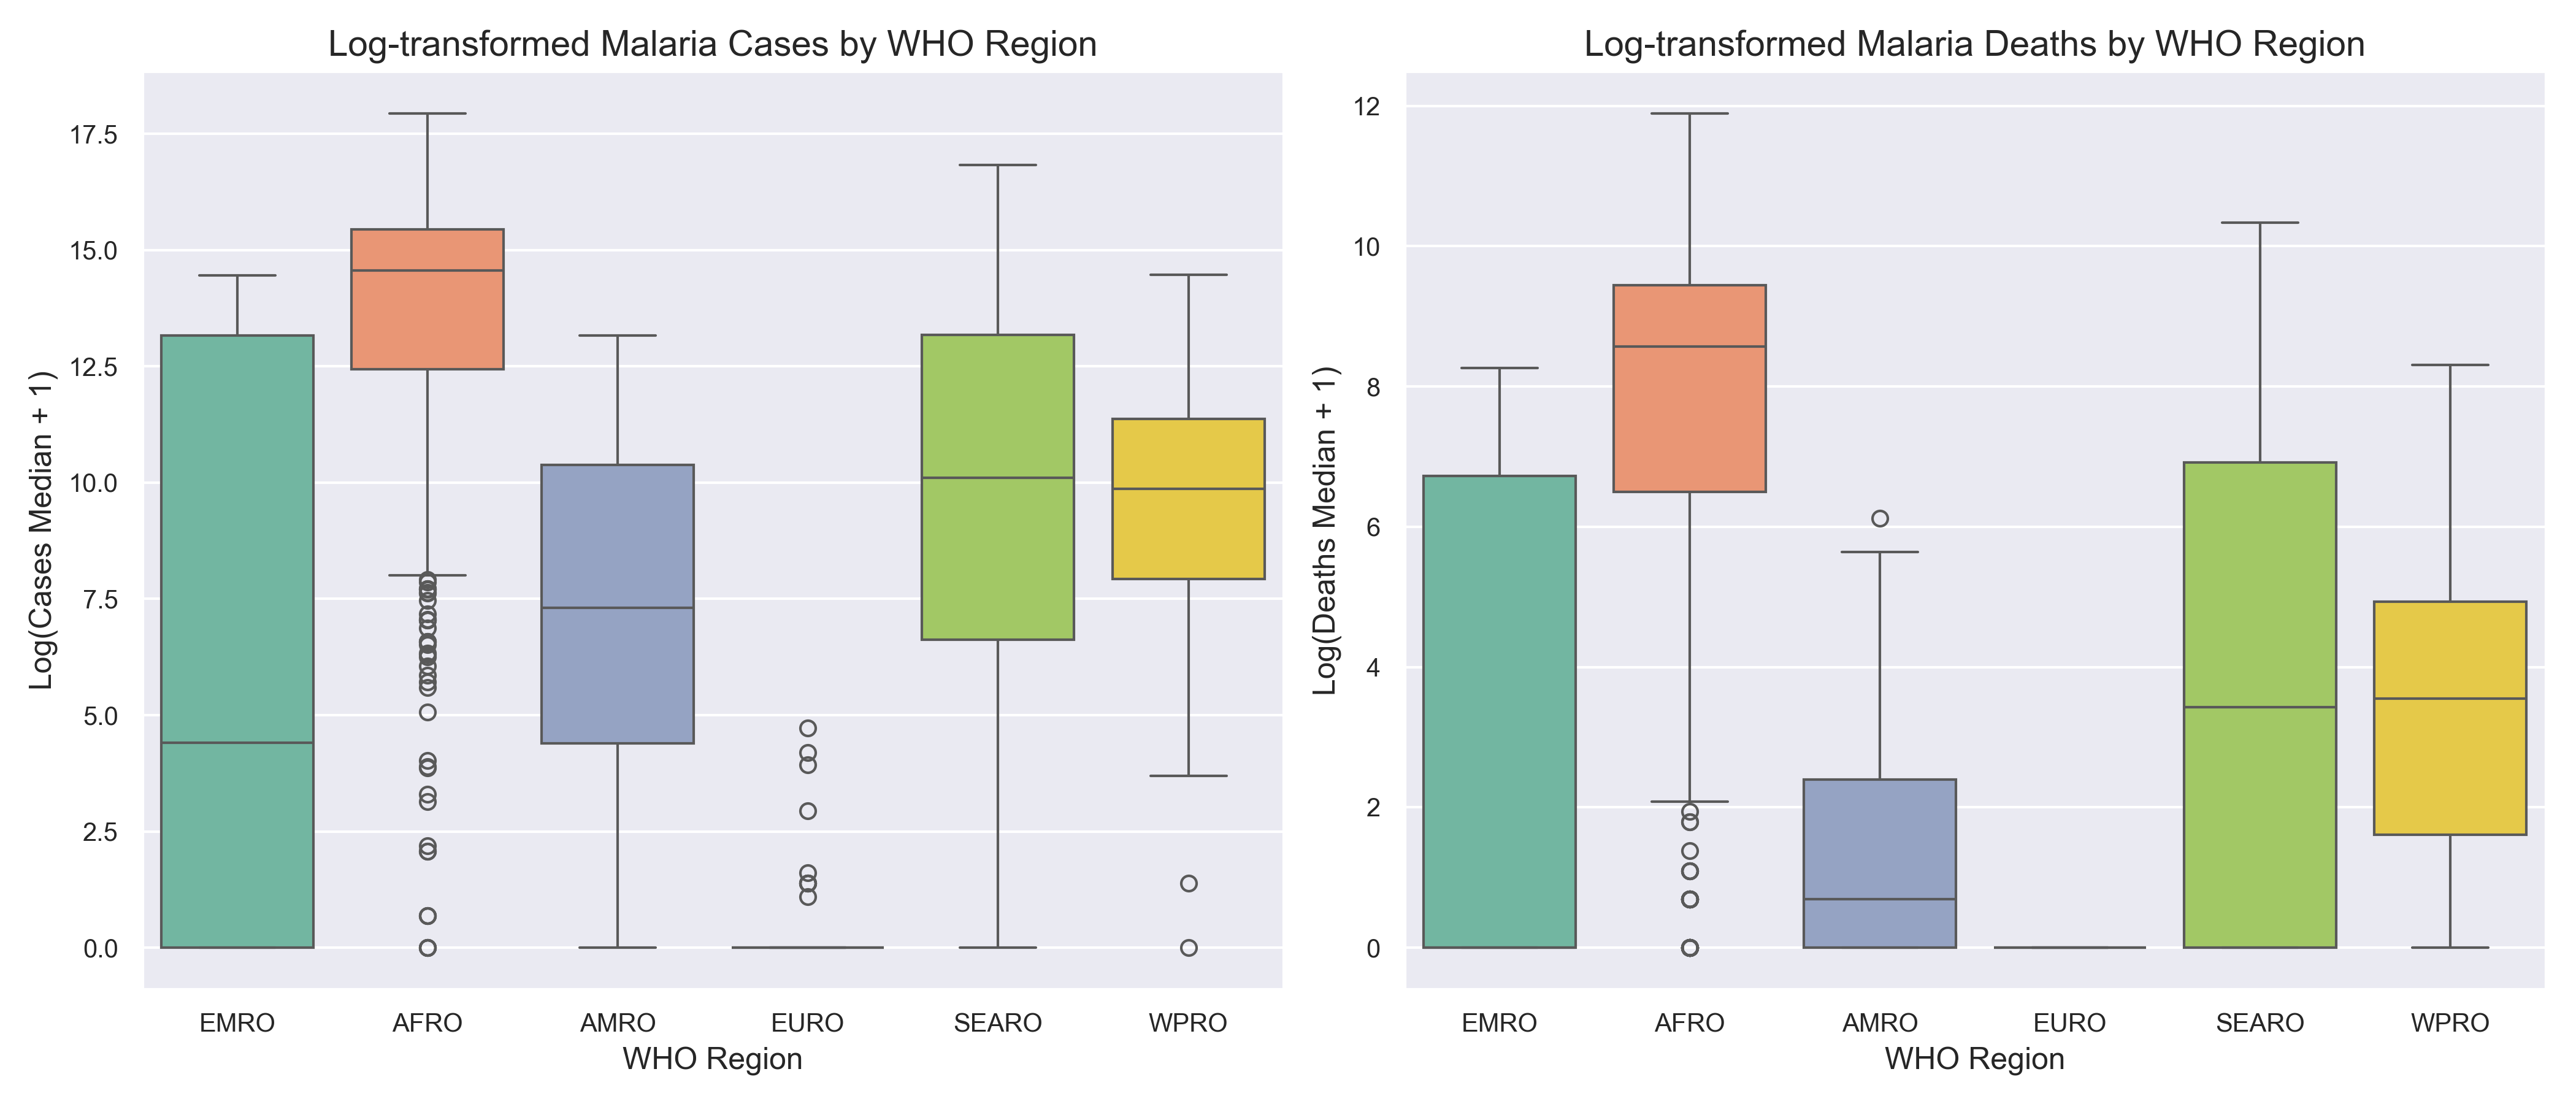 Log-transformed Malaria Cases by WHO Region
Log(Cases Median + 1)
17.5
15.0
12.5
10.0
7.5
5.0
2.5
0.0
EMRO AFRO AMRO EURO SEARO WPRO
WHO Region
Log-transformed Malaria Deaths by WHO Region
Log(Deaths Median + 1)
12
10
8
6
4
2
0
EMRO AFRO AMRO EURO SEARO WPRO
WHO Region